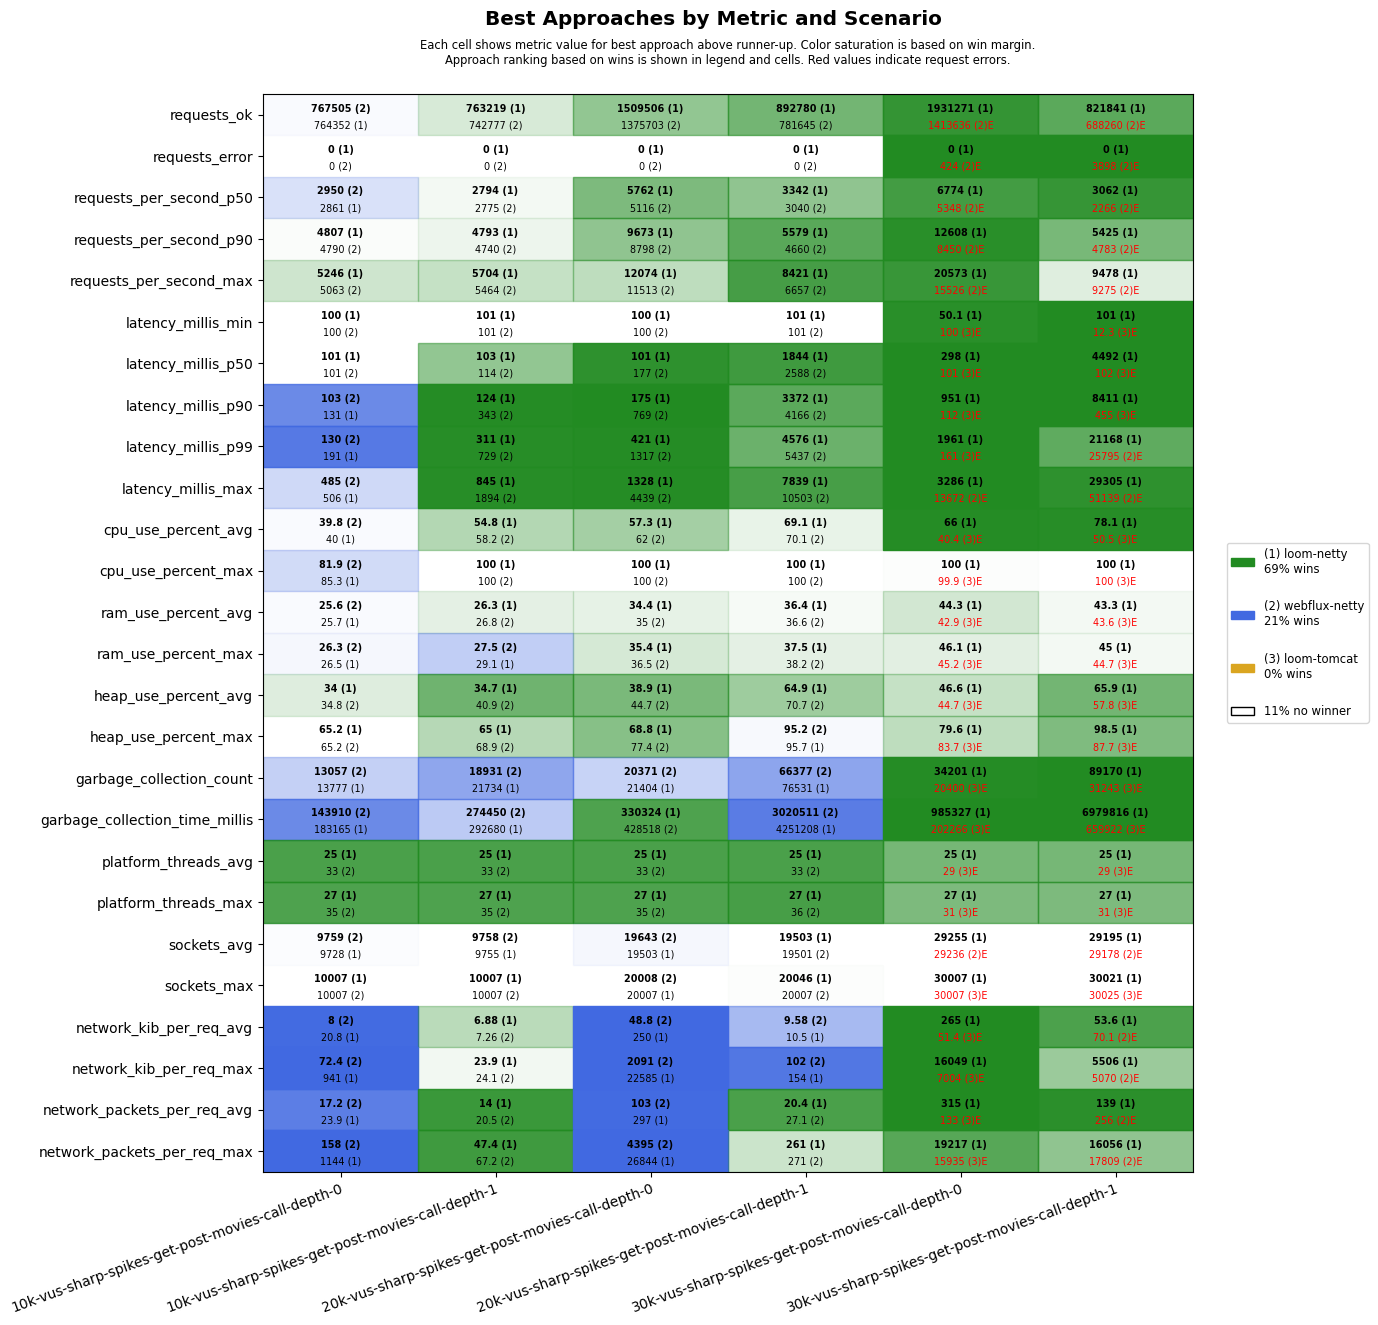 Best Approaches by Metric and Scenario
Each cell shows metric value for best approach above runner-up. Color saturation is based on win margin.
Approach ranking based on wins is shown in legend and cells. Red values indicate request errors.
requests_ok
767505 (2) 763219 (1) 1509506 (1) 892780 (1) 1931271 (1) 821841 (1)
764352 (1) 742777 (2) 1375703 (2) 781645 (2) 1413636 (2)E 688260 (2)E
requests_error
0 (1) 0 (1) 0 (1) 0 (1) 0 (1) 0 (1)
0 (2) 0 (2) 0 (2) 0 (2) 424 (2)E 3898 (2)E
requests_per_second_p50
2950 (2) 2794 (1) 5762 (1) 3342 (1) 6774 (1) 3062 (1)
2861 (1) 2775 (2) 5116 (2) 3040 (2) 5348 (2)E 2266 (2)E
requests_per_second_p90
4807 (1) 4793 (1) 9673 (1) 5579 (1) 12608 (1) 5425 (1)
4790 (2) 4740 (2) 8798 (2) 4660 (2) 8450 (2)E 4783 (2)E
requests_per_second_max
5246 (1) 5704 (1) 12074 (1) 8421 (1) 20573 (1) 9478 (1)
5063 (2) 5464 (2) 11513 (2) 6657 (2) 15526 (2)E 9275 (2)E
latency_millis_min
100 (1) 101 (1) 100 (1) 101 (1) 50.1 (1) 101 (1)
100 (2) 101 (2) 100 (2) 101 (2) 100 (3)E 12.3 (3)E
latency_millis_p50
101 (1) 103 (1) 101 (1) 1844 (1) 298 (1) 4492 (1)
101 (2) 114 (2) 177 (2) 2588 (2) 101 (3)E 102 (3)E
latency_millis_p90
103 (2) 124 (1) 175 (1) 3372 (1) 951 (1) 8411 (1)
131 (1) 343 (2) 769 (2) 4166 (2) 112 (3)E 455 (3)E
latency_millis_p99
130 (2) 311 (1) 421 (1) 4576 (1) 1961 (1) 21168 (1)
191 (1) 729 (2) 1317 (2) 5437 (2) 161 (3)E 25795 (2)E
latency_millis_max
485 (2) 845 (1) 1328 (1) 7839 (1) 3286 (1) 29305 (1)
506 (1) 1894 (2) 4439 (2) 10503 (2) 13672 (2)E 51139 (2)E
cpu_use_percent_avg
39.8 (2) 54.8 (1) 57.3 (1) 69.1 (1) 66 (1) 78.1 (1)
40 (1) 58.2 (2) 62 (2) 70.1 (2) 40.4 (3)E 50.5 (3)E
cpu_use_percent_max
81.9 (2) 100 (1) 100 (1) 100 (1) 100 (1) 100 (1)
85.3 (1) 100 (2) 100 (2) 100 (2) 99.9 (3)E 100 (3)E
ram_use_percent_avg
25.6 (2) 26.3 (1) 34.4 (1) 36.4 (1) 44.3 (1) 43.3 (1)
25.7 (1) 26.8 (2) 35 (2) 36.6 (2) 42.9 (3)E 43.6 (3)E
ram_use_percent_max
26.3 (2) 27.5 (2) 35.4 (1) 37.5 (1) 46.1 (1) 45 (1)
26.5 (1) 29.1 (1) 36.5 (2) 38.2 (2) 45.2 (3)E 44.7 (3)E
heap_use_percent_avg
34 (1) 34.7 (1) 38.9 (1) 64.9 (1) 46.6 (1) 65.9 (1)
34.8 (2) 40.9 (2) 44.7 (2) 70.7 (2) 44.7 (3)E 57.8 (3)E
heap_use_percent_max
65.2 (1) 65 (1) 68.8 (1) 95.2 (2) 79.6 (1) 98.5 (1)
65.2 (2) 68.9 (2) 77.4 (2) 95.7 (1) 83.7 (3)E 87.7 (3)E
garbage_collection_count
13057 (2) 18931 (2) 20371 (2) 66377 (2) 34201 (1) 89170 (1)
13777 (1) 21734 (1) 21404 (1) 76531 (1) 20400 (3)E 31243 (3)E
garbage_collection_time_millis
143910 (2) 274450 (2) 330324 (1) 3020511 (2) 985327 (1) 6979816 (1)
183165 (1) 292680 (1) 428518 (2) 4251208 (1) 202266 (3)E 659922 (3)E
platform_threads_avg
25 (1) 25 (1) 25 (1) 25 (1) 25 (1) 25 (1)
33 (2) 33 (2) 33 (2) 33 (2) 29 (3)E 29 (3)E
platform_threads_max
27 (1) 27 (1) 27 (1) 27 (1) 27 (1) 27 (1)
35 (2) 35 (2) 35 (2) 36 (2) 31 (3)E 31 (3)E
sockets_avg
9759 (2) 9758 (2) 19643 (2) 19503 (1) 29255 (1) 29195 (1)
9728 (1) 9755 (1) 19503 (1) 19501 (2) 29236 (2)E 29178 (2)E
sockets_max
10007 (1) 10007 (1) 20008 (2) 20046 (1) 30007 (1) 30021 (1)
10007 (2) 10007 (2) 20007 (1) 20007 (2) 30007 (3)E 30025 (3)E
network_kib_per_req_avg
8 (2) 6.88 (1) 48.8 (2) 9.58 (2) 265 (1) 53.6 (1)
20.8 (1) 7.26 (2) 250 (1) 10.5 (1) 51.4 (3)E 70.1 (2)E
network_kib_per_req_max
72.4 (2) 23.9 (1) 2091 (2) 102 (2) 16049 (1) 5506 (1)
941 (1) 24.1 (2) 22585 (1) 154 (1) 7004 (3)E 5070 (2)E
network_packets_per_req_avg
17.2 (2) 14 (1) 103 (2) 20.4 (1) 315 (1) 139 (1)
23.9 (1) 20.5 (2) 297 (1) 27.1 (2) 133 (3)E 256 (2)E
network_packets_per_req_max
158 (2) 47.4 (1) 4395 (2) 261 (1) 19217 (1) 16056 (1)
1144 (1) 67.2 (2) 26844 (1) 271 (2) 15935 (3)E 17809 (2)E
10k-vus-sharp-spikes-get-post-movies-call-depth-0
10k-vus-sharp-spikes-get-post-movies-call-depth-1
20k-vus-sharp-spikes-get-post-movies-call-depth-0
20k-vus-sharp-spikes-get-post-movies-call-depth-1
30k-vus-sharp-spikes-get-post-movies-call-depth-0
30k-vus-sharp-spikes-get-post-movies-call-depth-1
(1) loom-netty
69% wins
(2) webflux-netty
21% wins
(3) loom-tomcat
0% wins
11% no winner